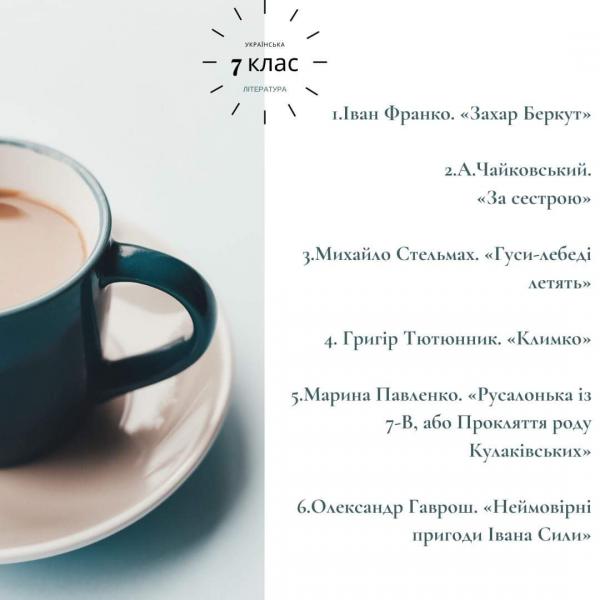 УКРАЇНСЬКА
7 клас
ЛІТЕРАТУРА
1.Іван Франко. «Захар Беркут»
2.А.Чайковський.
«За сестрою»
3.Михайло Стельмах. «Гуси-лебеді
летять»
4. Григір Тютюнник. «Климко»
5.Марина Павленко. «Русалонька із
7-В, або Прокляття роду
Кулаківських»
6.Олександр Гаврош. «Неймовірні
пригоди Івана Сили»